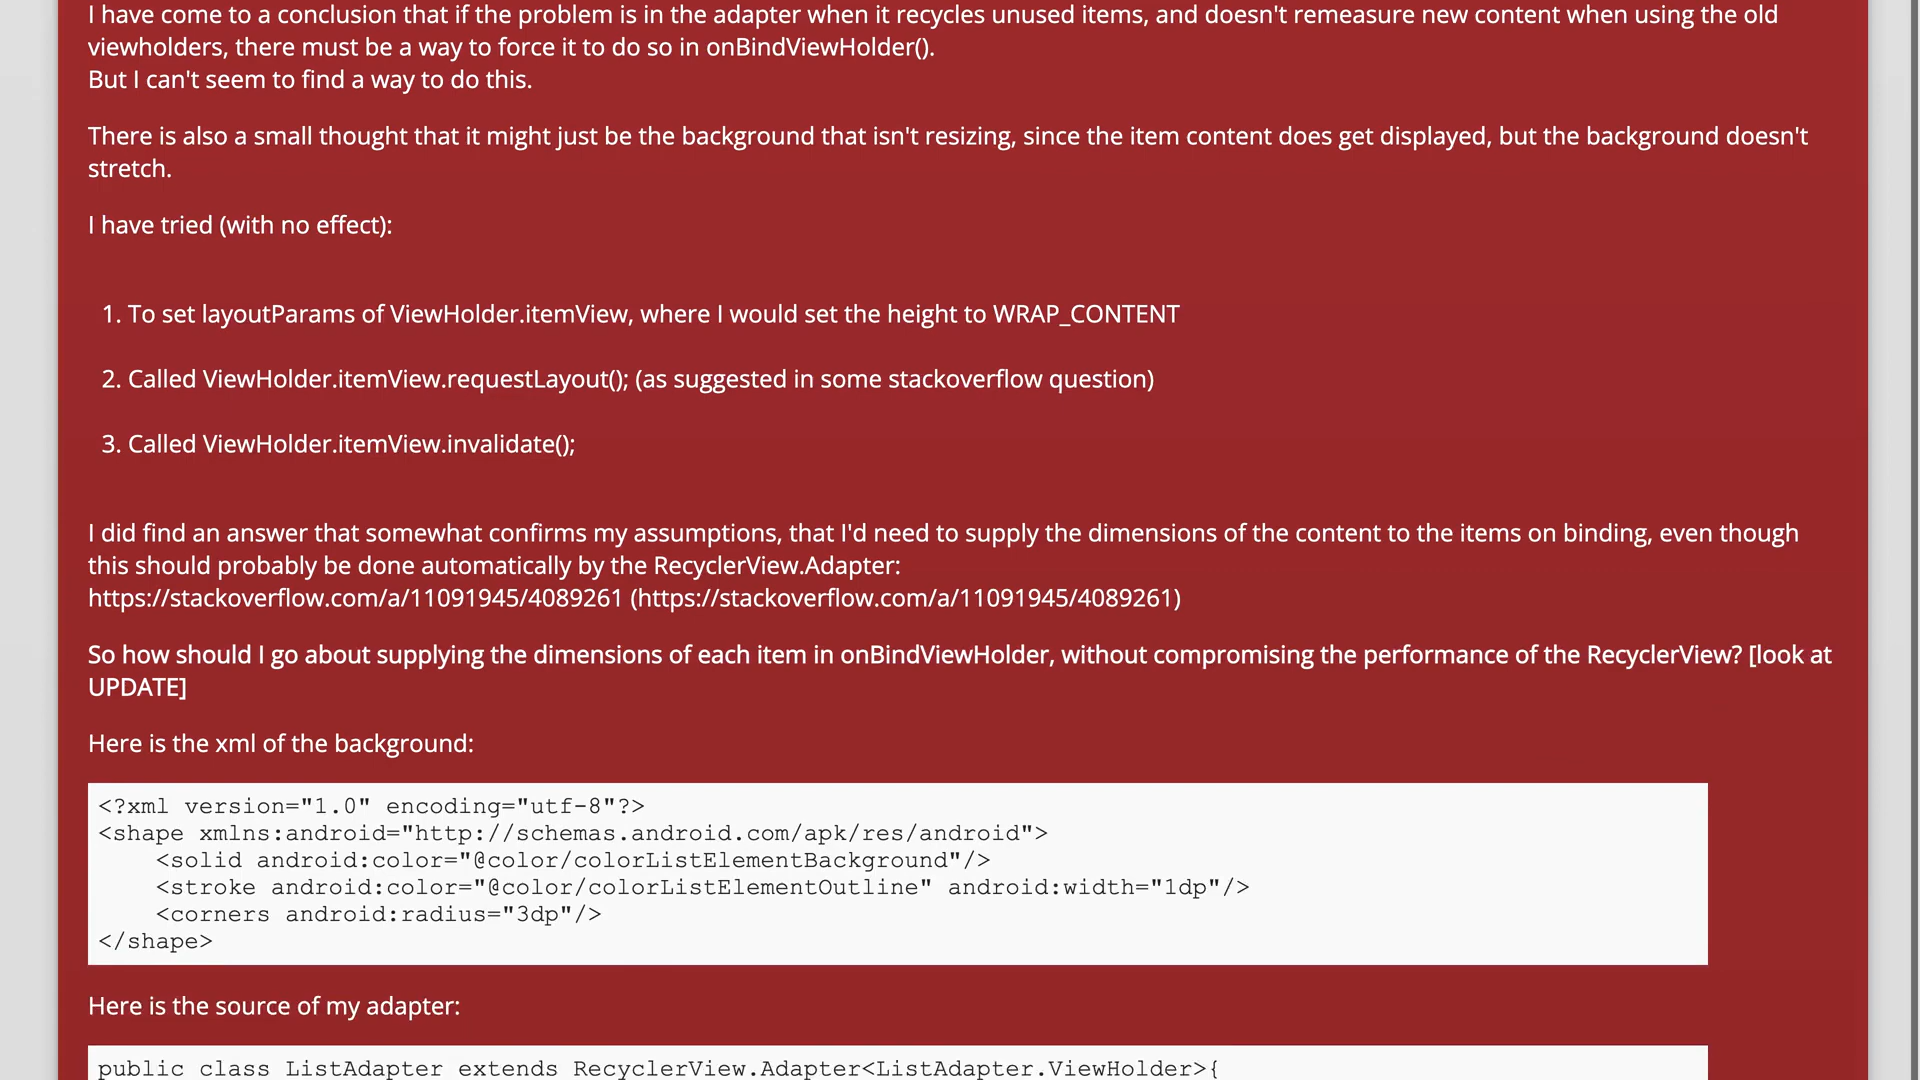 I have come to a conclusion that if the problem is in the adapter when it recycles unused items, and doesn't remeasure new content when using the old
viewholders, there must be a way to force it to do so in onBindViewHolder().
But I can't seem to find a way to do this.
There is also a small thought that it might just be the background that isn't resizing, since the item content does get displayed, but the background doesn't
stretch.
I have tried (with no effect):
1. To set layoutParams of ViewHolder.itemView, where I would set the height to WRAP_CONTENT
2. Called ViewHolder.itemView.requestLayout(); (as suggested in some stackoverflow question)
3. Called ViewHolder.itemView.invalidate();
I did find an answer that somewhat confirms my assumptions, that I'd need to supply the dimensions of the content to the items on binding, even though
this should probably be done automatically by the RecyclerView.Adapter:
https://stackoverflow.com/a/11091945/4089261 (https://stackoverflow.com/a/11091945/4089261)
So how should I go about supplying the dimensions of each item in onBindViewHolder, without compromising the performance of the RecyclerView? [look at
UPDATE]
Here is the xml of the background:
<?xml version="1.0" encoding="utf-8"?>
<shape xmlns:android="http://schemas.android.com/apk/res/android">
    <solid android:color="@color/colorListElementBackground"/>
    <stroke android:color="@color/colorListElementOutline" android:width="1dp"/>
    <corners android:radius="3dp"/>
</shape>
Here is the source of my adapter:
public class ListAdapter extends RecyclerView.Adapter<ListAdapter.ViewHolder>{